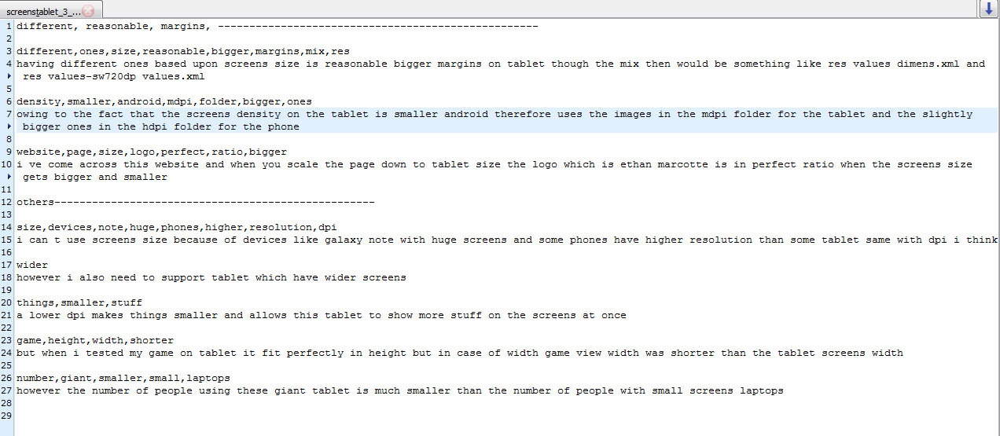 screenstablet_3_...
1 different, reasonable, margins, ---------------------------------------------------
2
3 different,ones,size,reasonable,bigger,margins,mix,res
4 having different ones based upon screens size is reasonable bigger margins on tablet though the mix then would be something like res values dimens.xml and
res values-sw720dp values.xml
5
6 density,smaller,android,mdpi,folder,bigger,ones
7 owing to the fact that the screens density on the tablet is smaller android therefore uses the images in the mdpi folder for the tablet and the slightly
bigger ones in the hdpi folder for the phone
8
9 website,page,size,logo,perfect,ratio,bigger
10 i ve come across this website and when you scale the page down to tablet size the logo which is ethan marcotte is in perfect ratio when the screens size
gets bigger and smaller
11
12 others---------------------------------------------------
13
14 size,devices,note,huge,phones,higher,resolution,dpi
15 i can t use screens size because of devices like galaxy note with huge screens and some phones have higher resolution than some tablet same with dpi i think
16
17 wider
18 however i also need to support tablet which have wider screens
19
20 things,smaller,stuff
21 a lower dpi makes things smaller and allows this tablet to show more stuff on the screens at once
22
23 game,height,width,shorter
24 but when i tested my game on tablet it fit perfectly in height but in case of width game view width was shorter than the tablet screens width
25
26 number,giant,smaller,small,laptops
27 however the number of people using these giant tablet is much smaller than the number of people with small screens laptops
28
29